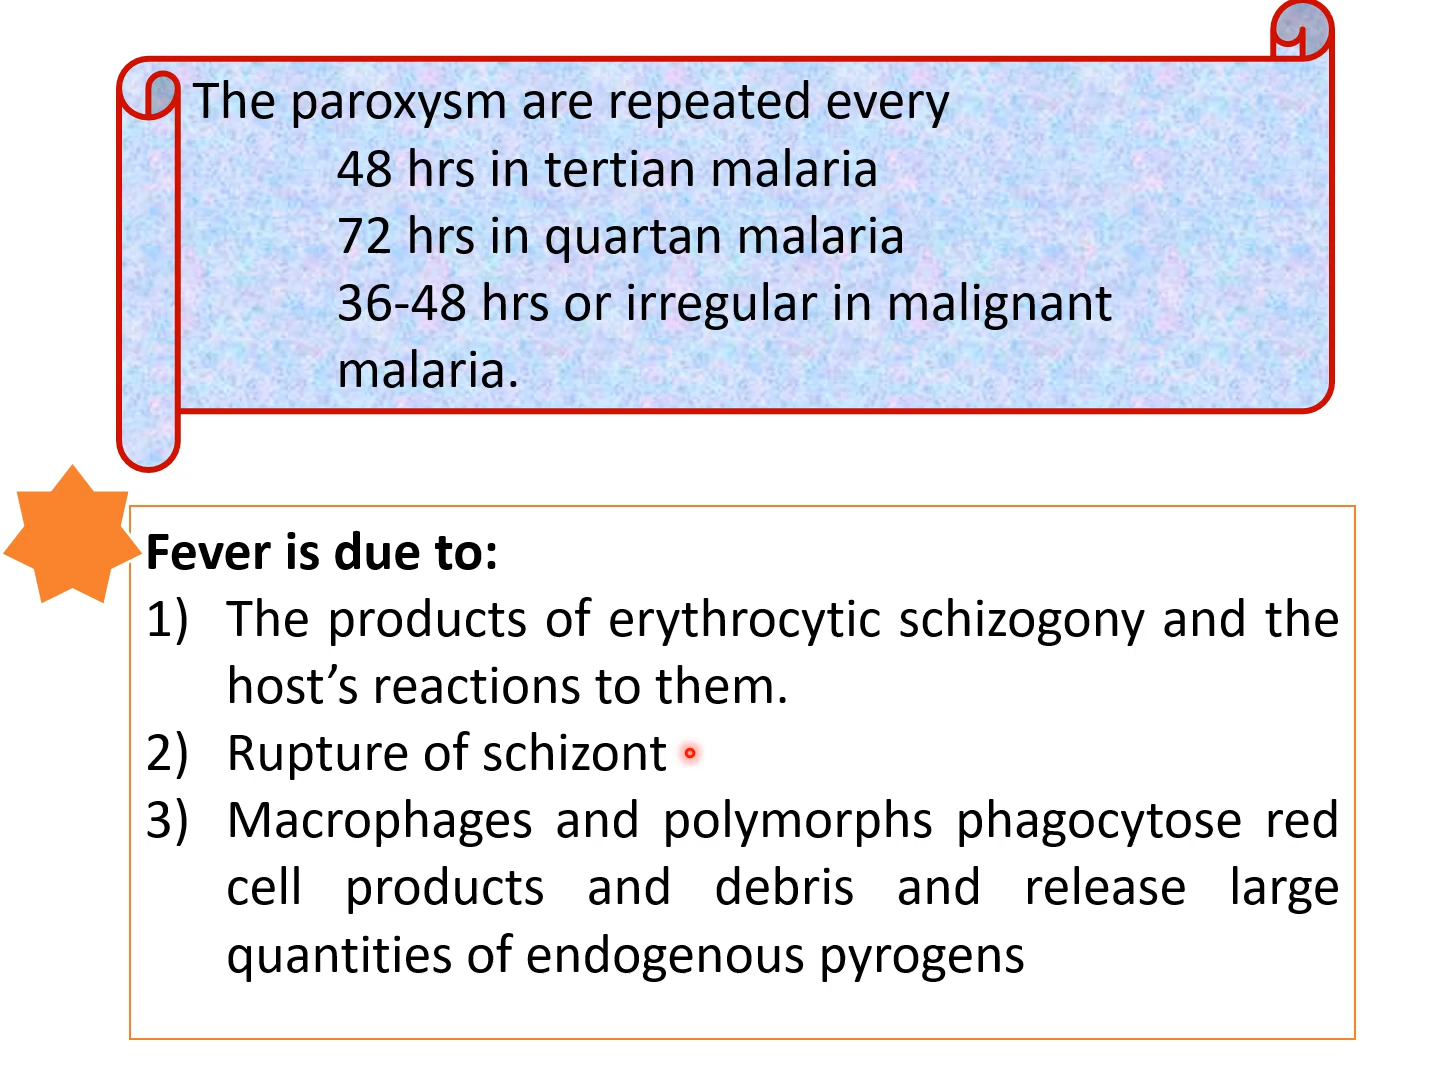 The paroxysm are repeated every
48 hrs in tertian malaria
72 hrs in quartan malaria
36-48 hrs or irregular in malignant
malaria.
Fever is due to:
1) The products of erythrocytic schizogony and the
host’s reactions to them.
2) Rupture of schizont
3) Macrophages and polymorphs phagocytose red
cell products and debris and release large
quantities of endogenous pyrogens